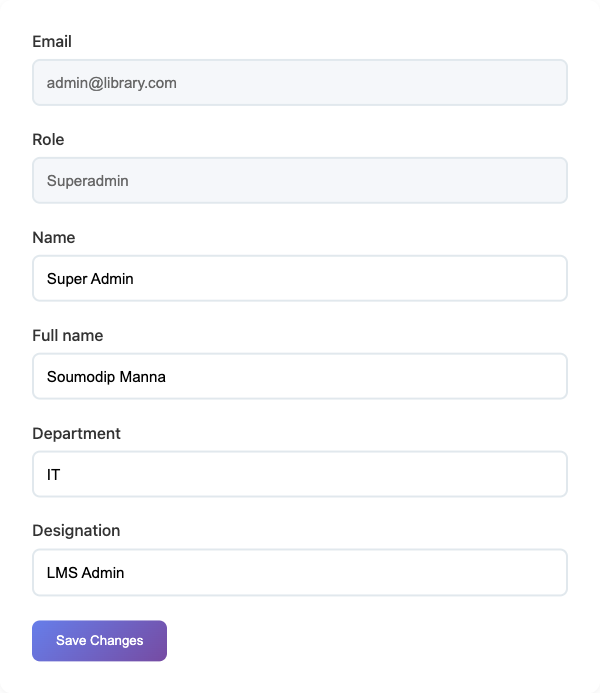 Email
admin@library.com
Role
Superadmin
Name
Super Admin
Full name
Soumodip Manna
Department
IT
Designation
LMS Admin
Save Changes